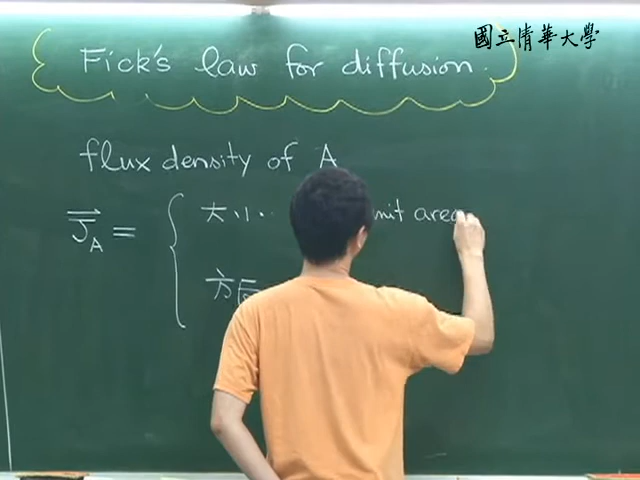 國立清華大學
Fick's law for diffusion.
flux density of A
J_A = { 大小.. unit area
方向